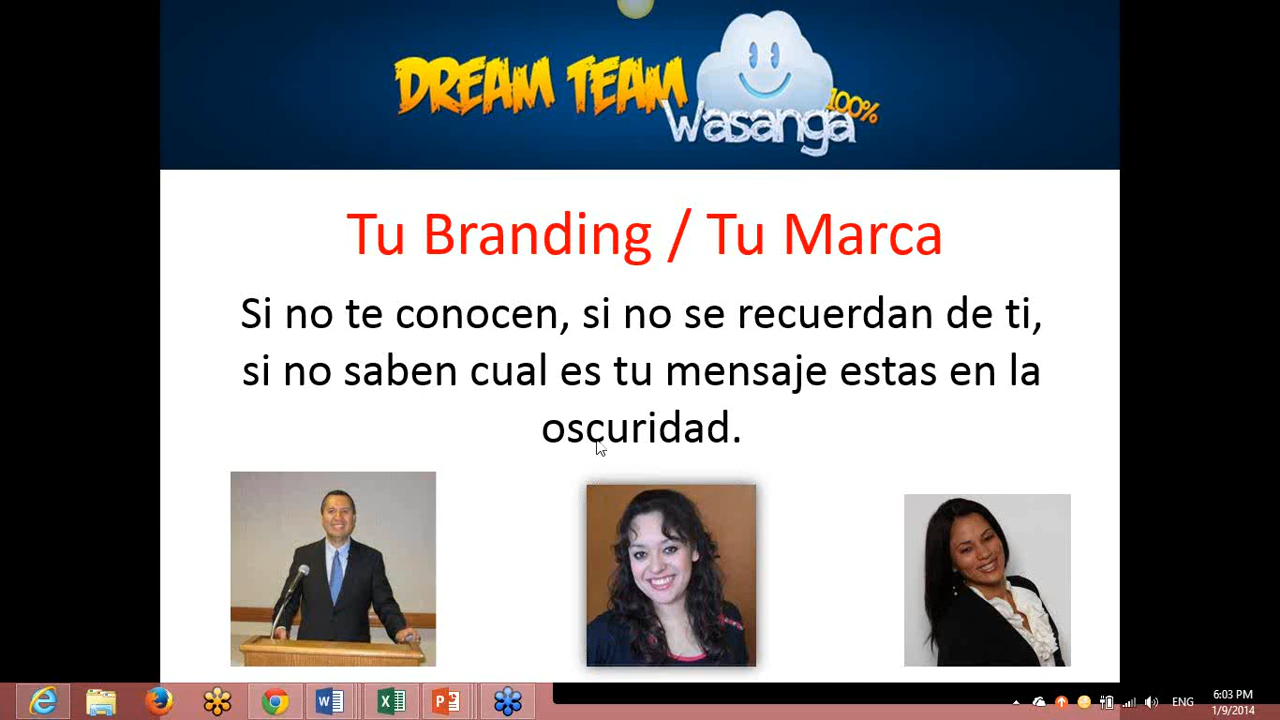 DREAM TEAM
Wasanga
100%
Tu Branding / Tu Marca
Si no te conocen, si no se recuerdan de ti,
si no saben cual es tu mensaje estas en la
oscuridad.
ENG
6:03 PM
1/9/2014